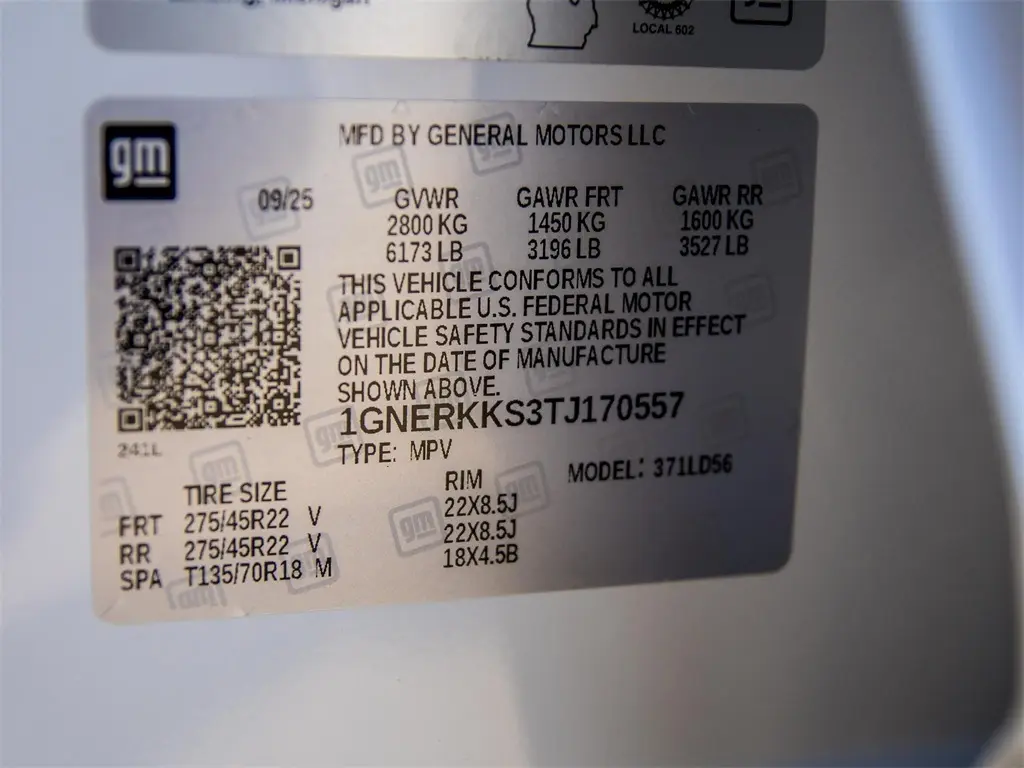 LOCAL 602
gm
MFD BY GENERAL MOTORS LLC
09/25
GVWR GAWR FRT GAWR RR
2800 KG 1450 KG 1600 KG
6173 LB 3196 LB 3527 LB
THIS VEHICLE CONFORMS TO ALL
APPLICABLE U.S. FEDERAL MOTOR
VEHICLE SAFETY STANDARDS IN EFFECT
ON THE DATE OF MANUFACTURE
SHOWN ABOVE.
1GNERKKS3TJ170557
241L
TYPE: MPV
MODEL: 371LD56
TIRE SIZE RIM
FRT 275/45R22 V 22X8.5J
RR 275/45R22 V 22X8.5J
SPA T135/70R18 M 18X4.5B